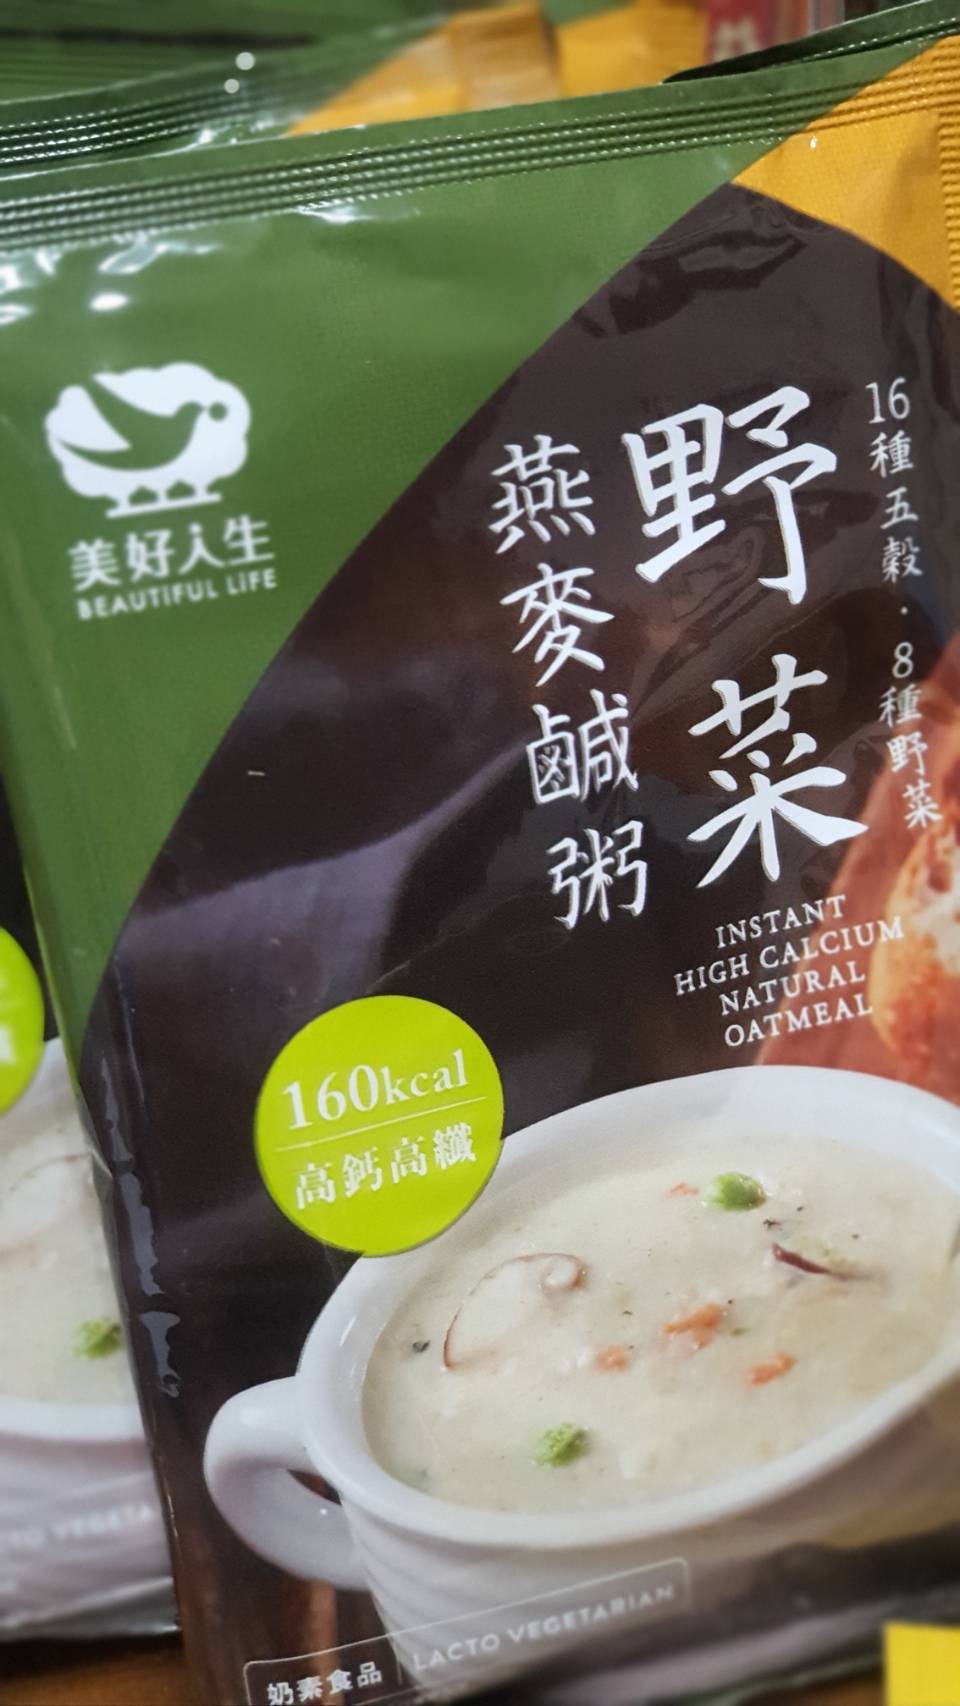 美好人生
BEAUTIFUL LIFE
16種五穀·8種野菜
野菜
燕麥鹹粥
INSTANT
HIGH CALCIUM
NATURAL
OATMEAL
160kcal
高鈣高纖
奶素食品 LACTO VEGETARIAN